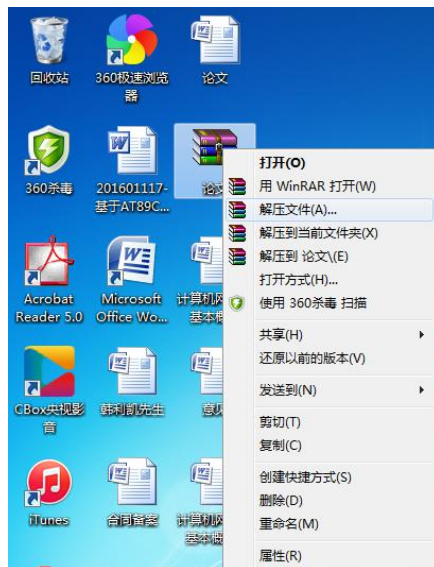 回收站
360极速浏览
器
论文
360杀毒
201601117-
基于AT89C...
论文
Acrobat
Reader 5.0
Microsoft
Office Wo...
计算机网
基本概
CBox央视影
音
韩利凯先生
意见
iTunes
合同备案
计算机网
基本概
打开(O)
用 WinRAR 打开(W)
解压文件(A)...
解压到当前文件夹(X)
解压到 论文\(E)
打开方式(H)...
使用 360杀毒 扫描
共享(H)
还原以前的版本(V)
发送到(N)
剪切(T)
复制(C)
创建快捷方式(S)
删除(D)
重命名(M)
属性(R)